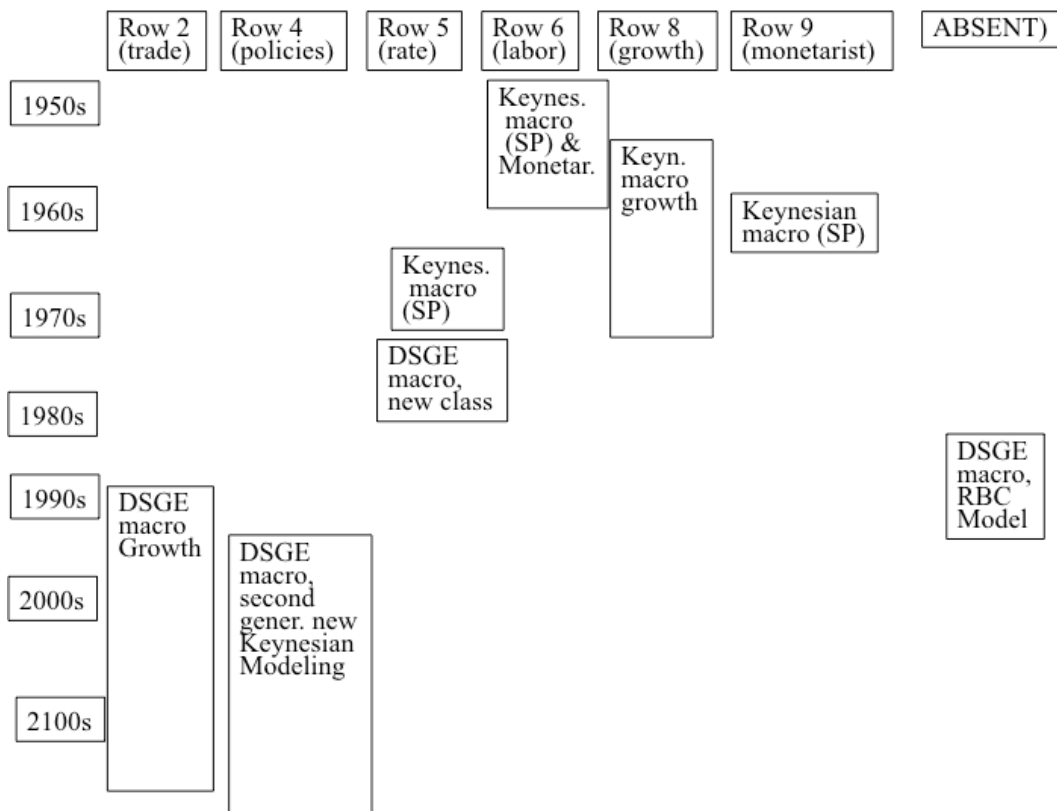 Row 2
(trade)
Row 4
(policies)
Row 5
(rate)
Row 6
(labor)
Row 8
(growth)
Row 9
(monetarist)
ABSENT)
1950s
Keynes.
macro
(SP) &
Monetar.
Keyn.
macro
growth
1960s
Keynesian
macro (SP)
Keynes.
macro
(SP)
1970s
DSGE
macro,
new class
1980s
DSGE
macro,
RBC
Model
1990s
DSGE
macro
Growth
DSGE
macro,
second
gener. new
Keynesian
Modeling
2000s
2100s